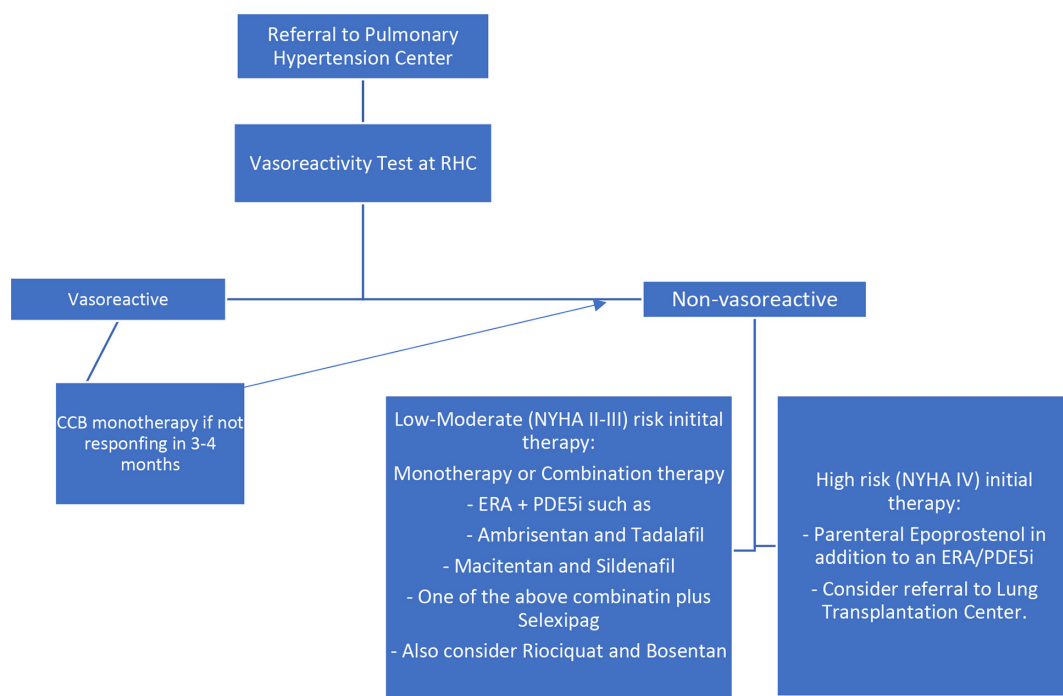 Referral to Pulmonary
Hypertension Center
Vasoreactivity Test at RHC
Vasoreactive
Non-vasoreactive
CCB monotherapy if not
responfing in 3-4
months
Low-Moderate (NYHA II-III) risk initital
therapy:
Monotherapy or Combination therapy
- ERA + PDE5i such as
Ambrisentan and Tadalafil
- Macitentan and Sildenafil
- One of the above combinatin plus
Selexipag
- Also consider Riociquat and Bosentan
High risk (NYHA IV) initial
therapy:
- Parenteral Epoprostenol in
addition to an ERA/PDE5i
- Consider referral to Lung
Transplantation Center.